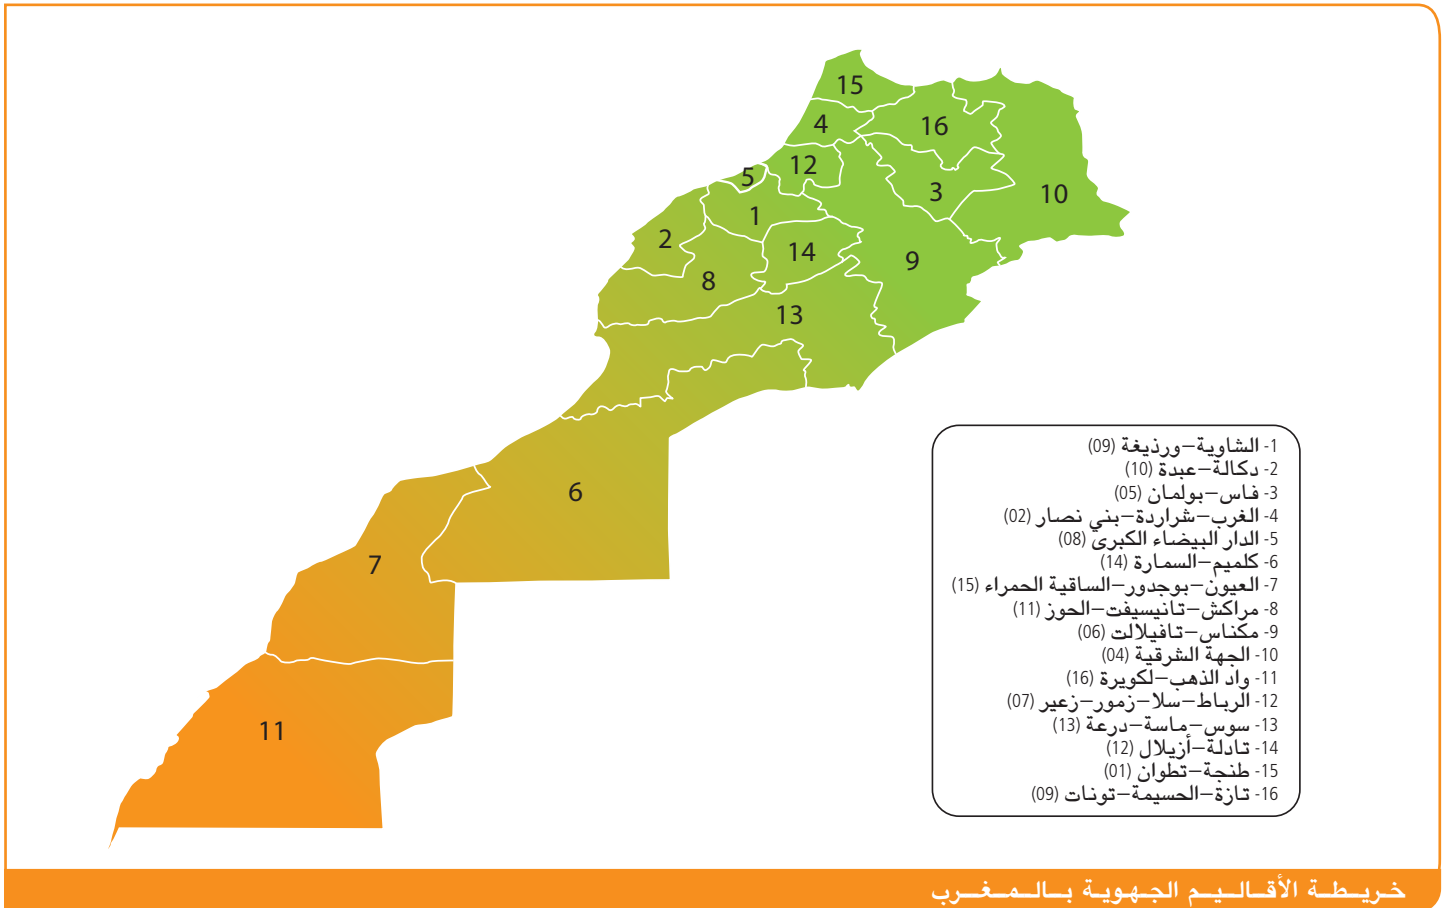 15
4
16
12
5
3
10
1
2
14
9
8
13
6
7
11
1- الشاوية–ورذيغة (09)
2- دكالة–عبدة (10)
3- فاس–بولمان (05)
4- الغرب–شراردة–بني نصار (02)
5- الدار البيضاء الكبرى (08)
6- كلميم–السمارة (14)
7- العيون–بوجدور–الساقية الحمراء (15)
8- مراكش–تانيسيفت–الحوز (11)
9- مكناس–تافيلالت (06)
10- الجهة الشرقية (04)
11- واد الذهب–لكويرة (16)
12- الرباط–سلا–زمور–زعير (07)
13- سوس–ماسة–درعة (13)
14- تادلة–أزيلال (12)
15- طنجة–تطوان (01)
16- تازة–الحسيمة–تونات (09)
خريطة الأقاليم الجهوية بالمغرب